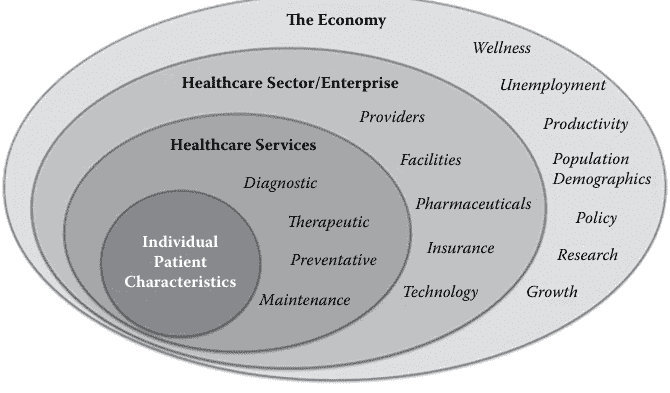 The Economy
Wellness
Healthcare Sector/Enterprise
Unemployment
Providers
Productivity
Healthcare Services
Facilities
Population
Demographics
Diagnostic
Pharmaceuticals
Therapeutic
Policy
Individual
Patient
Characteristics
Insurance
Research
Preventative
Technology
Growth
Maintenance